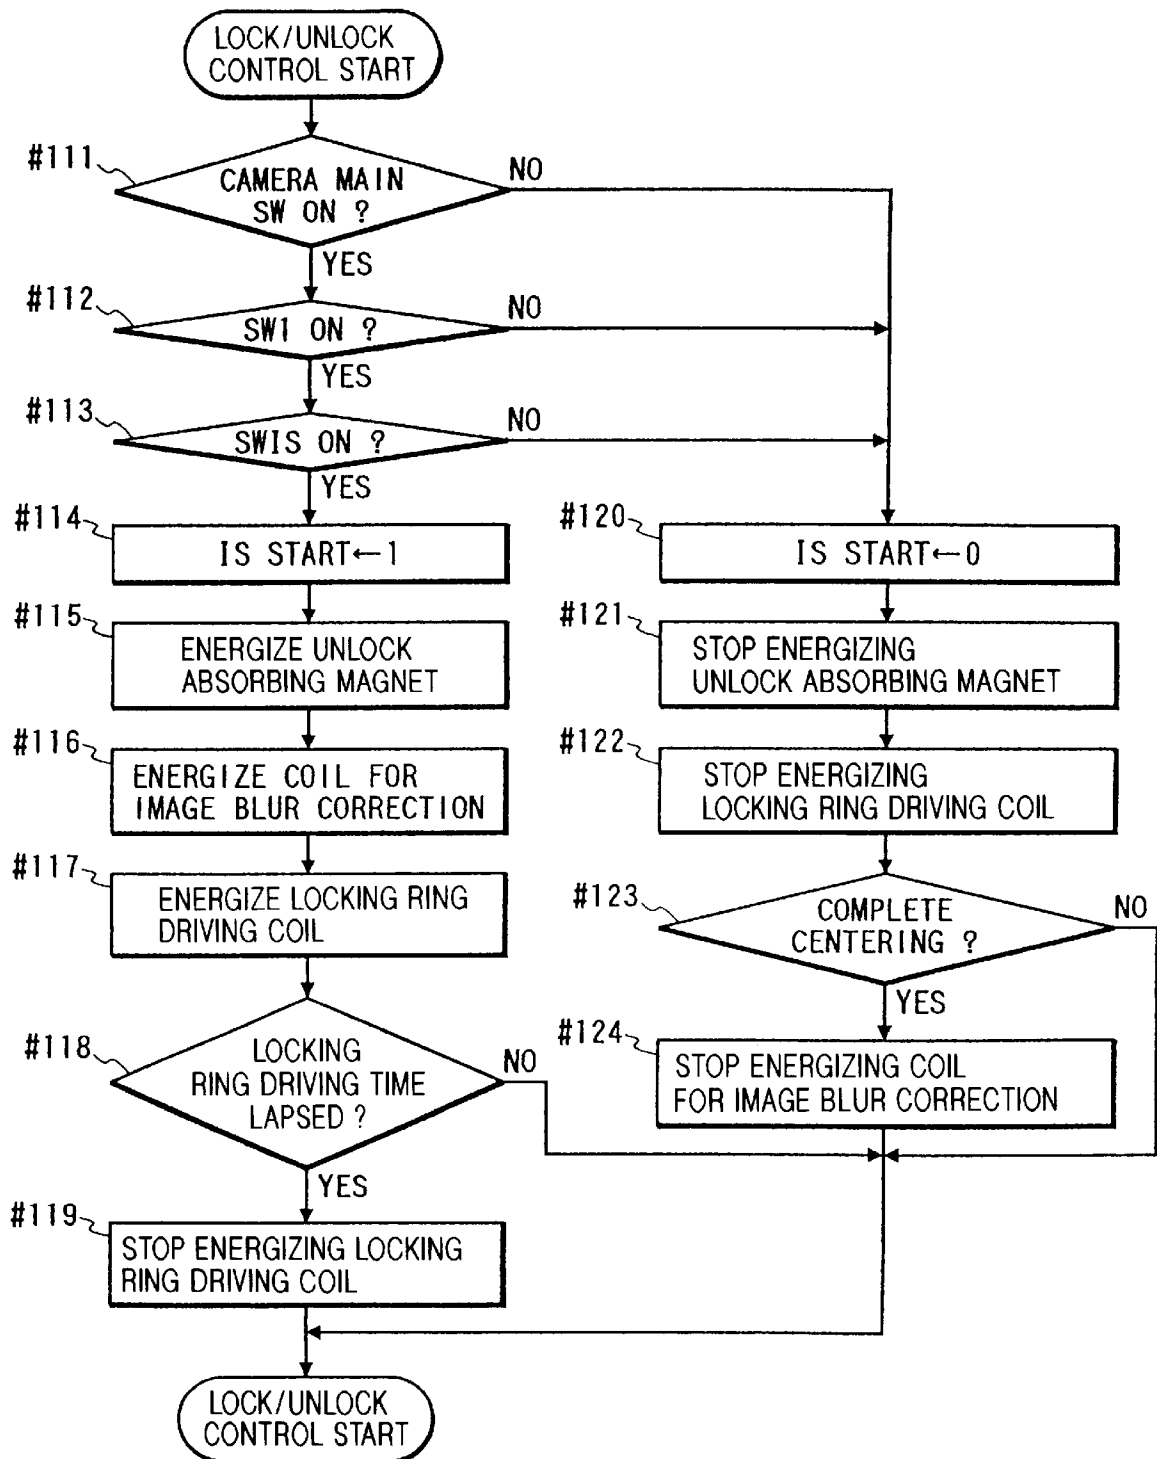 LOCK/UNLOCK
CONTROL START
#111
CAMERA MAIN
SW ON ?
NO
YES
#112
SW1 ON ?
NO
YES
#113
SWIS ON ?
NO
YES
#114
IS START←1
#115
ENERGIZE UNLOCK
ABSORBING MAGNET
#116
ENERGIZE COIL FOR
IMAGE BLUR CORRECTION
#117
ENERGIZE LOCKING RING
DRIVING COIL
#118
LOCKING
RING DRIVING TIME
LAPSED ?
NO
YES
#119
STOP ENERGIZING LOCKING
RING DRIVING COIL
#120
IS START←0
#121
STOP ENERGIZING
UNLOCK ABSORBING MAGNET
#122
STOP ENERGIZING
LOCKING RING DRIVING COIL
#123
COMPLETE
CENTERING ?
NO
YES
#124
STOP ENERGIZING COIL
FOR IMAGE BLUR CORRECTION
LOCK/UNLOCK
CONTROL START